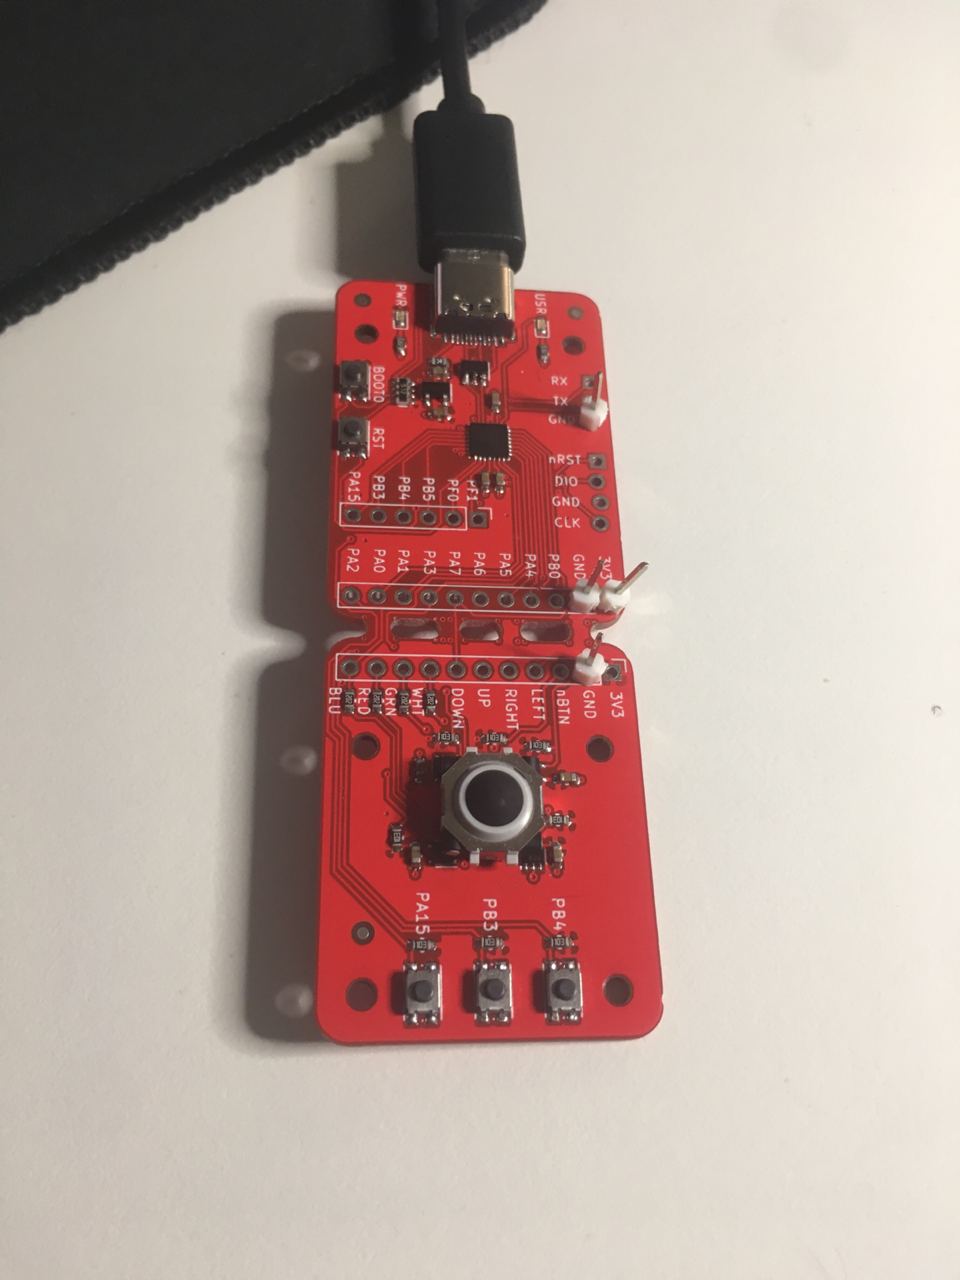 PWR USR
BOOT0 RX
TX
GND
RST
nRST
DIO
GND
CLK
PA15 PB3 PB4 PB5 PF0 PF1
PA2 PA0 PA1 PA3 PA7 PA6 PA5 PA4 PB0 GND 3V3
BLU RED GRN WHT DOWN UP RIGHT LEFT nBTN GND 3V3
PA15 PB3 PB4